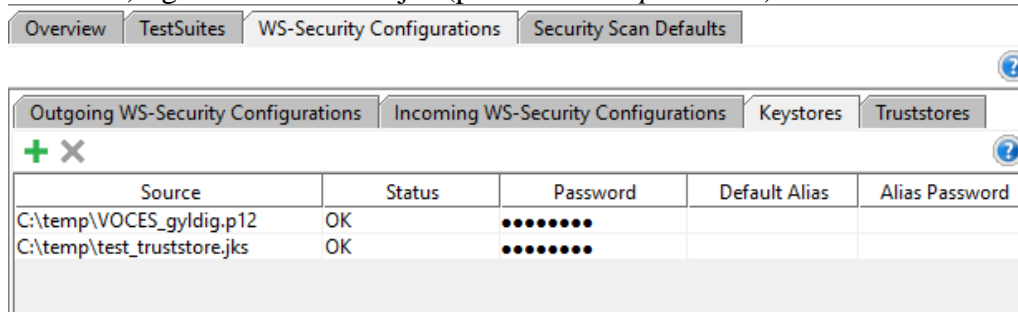 Overview TestSuites WS-Security Configurations Security Scan Defaults
Outgoing WS-Security Configurations Incoming WS-Security Configurations Keystores Truststores
Source Status Password Default Alias Alias Password
C:\temp\VOCES_gyldig.p12 OK ●●●●●●●●
C:\temp\test_truststore.jks OK ●●●●●●●●